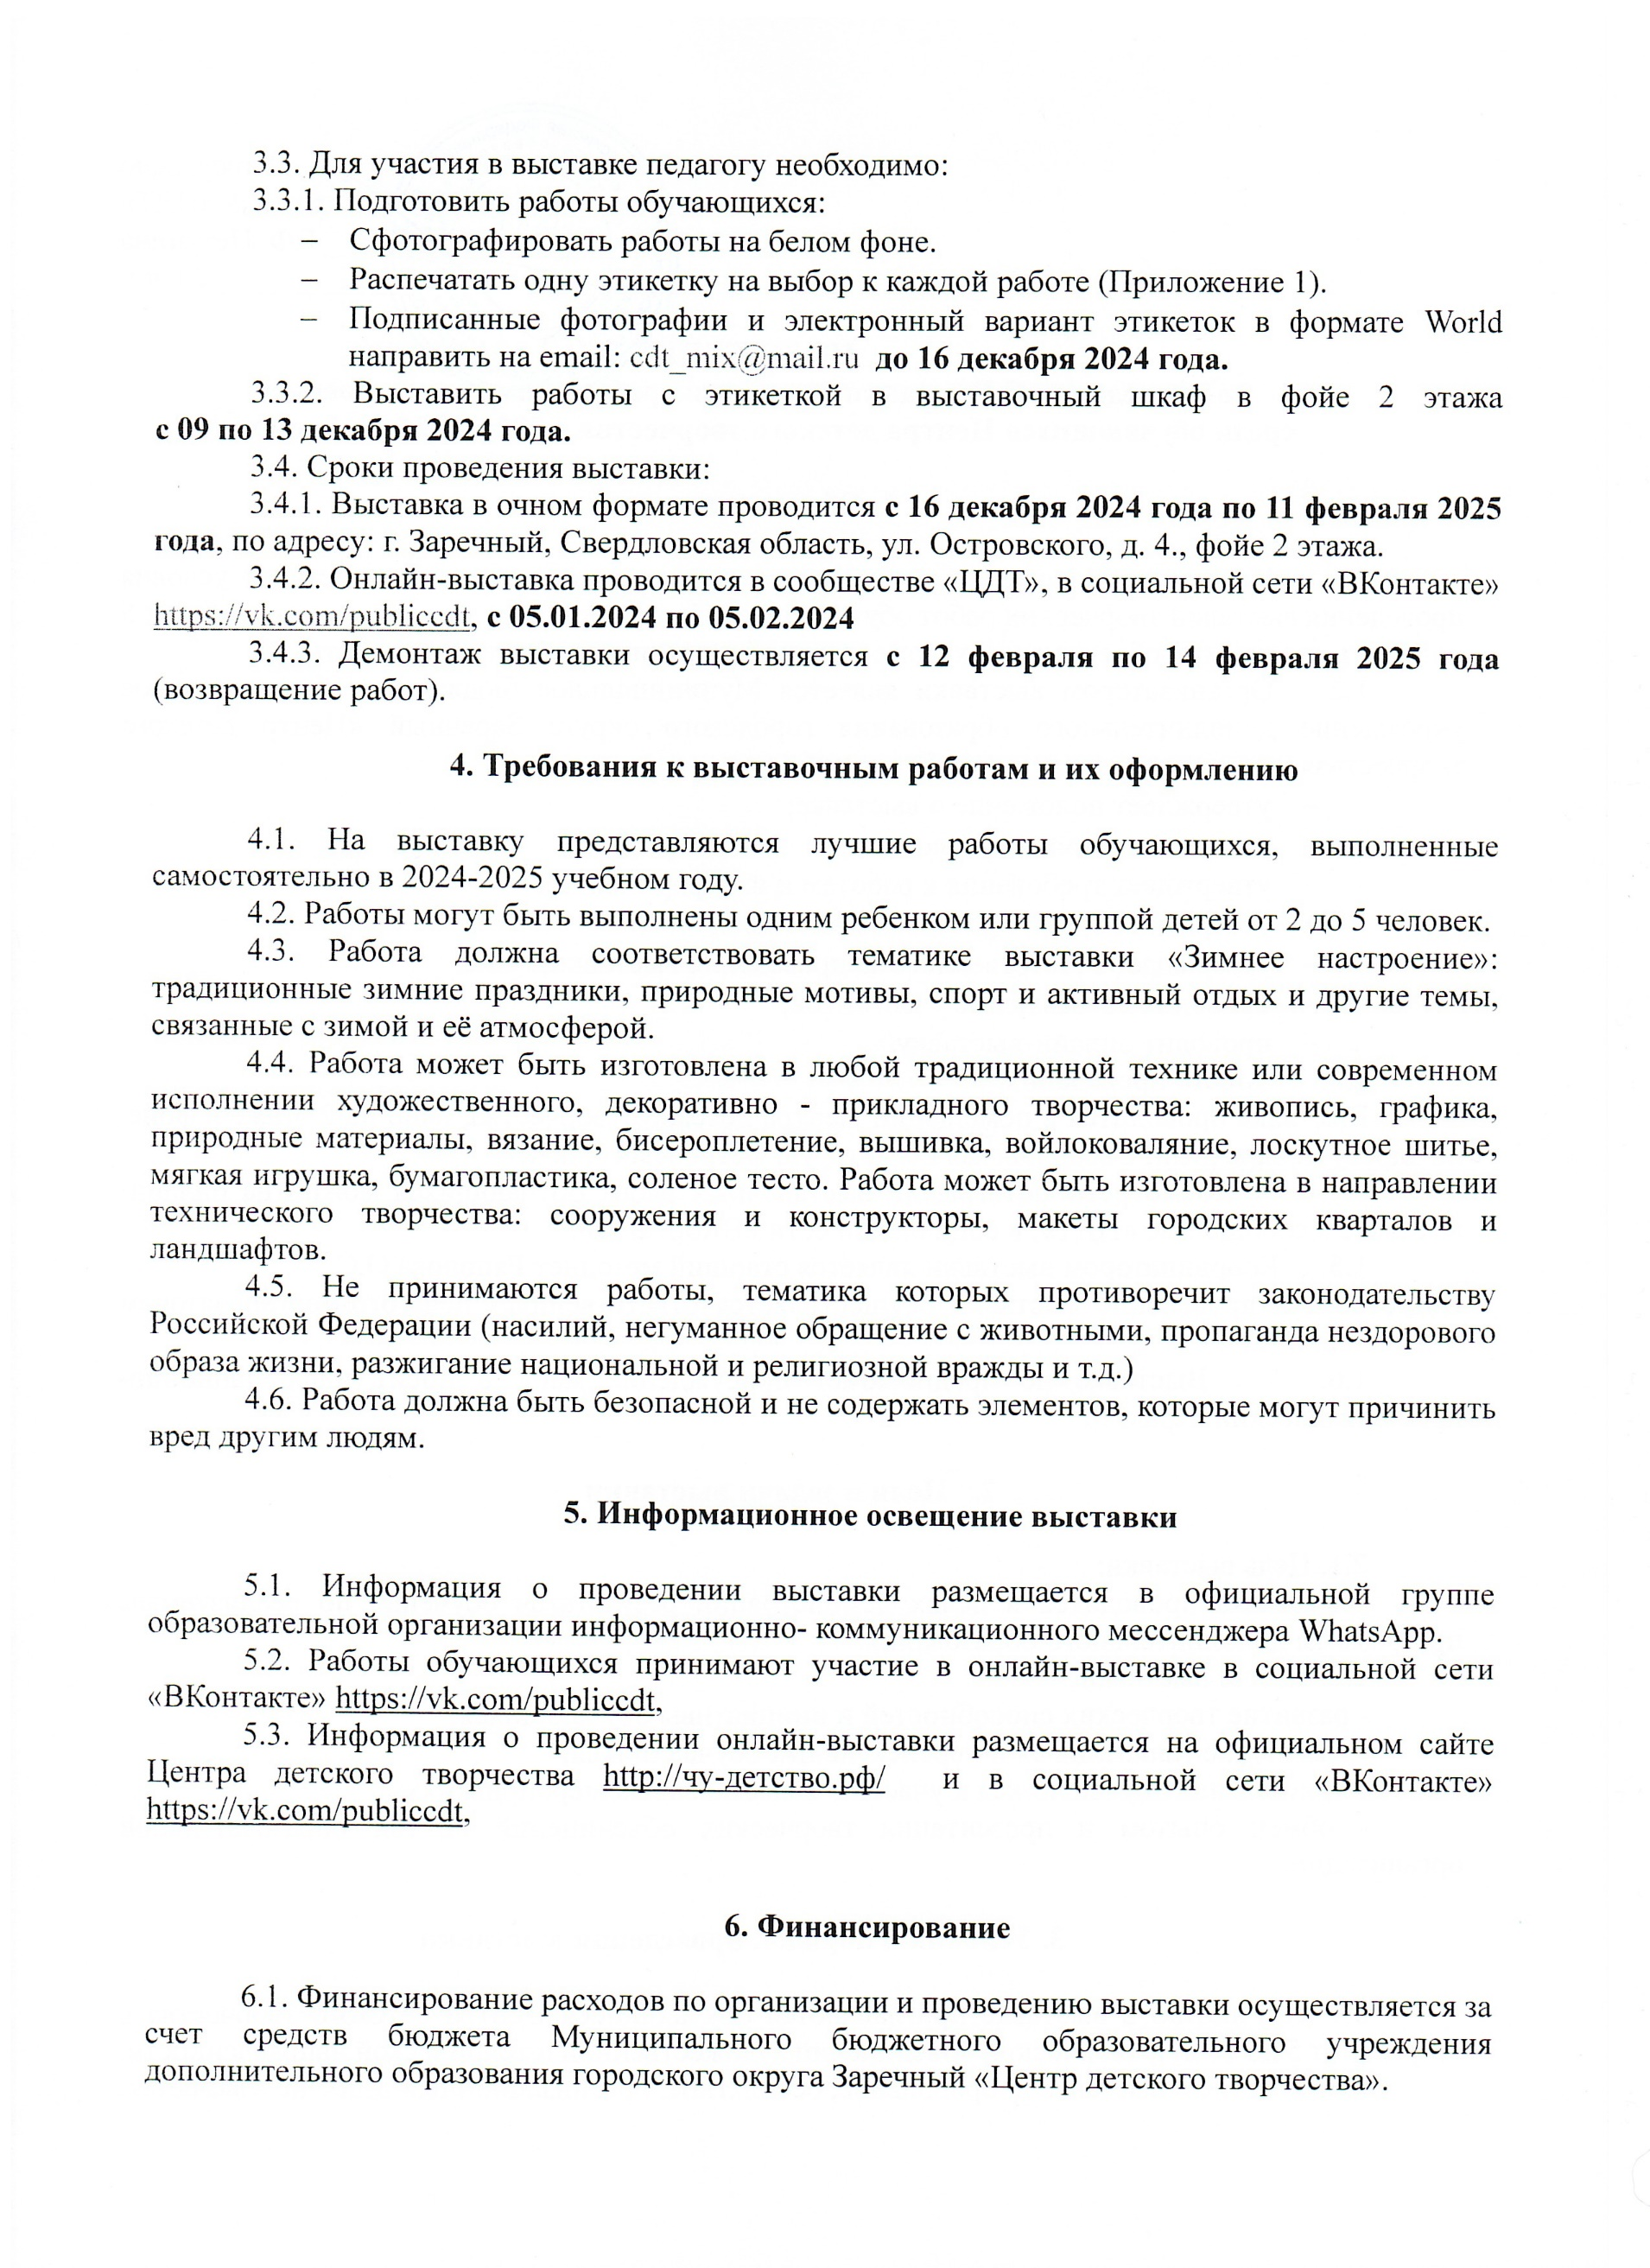 3.3. Для участия в выставке педагогу необходимо:
3.3.1. Подготовить работы обучающихся:
– Сфотографировать работы на белом фоне.
– Распечатать одну этикетку на выбор к каждой работе (Приложение 1).
– Подписанные фотографии и электронный вариант этикеток в формате World
направить на email: cdt_mix@mail.ru до 16 декабря 2024 года.
3.3.2. Выставить работы с этикеткой в выставочный шкаф в фойе 2 этажа
с 09 по 13 декабря 2024 года.
3.4. Сроки проведения выставки:
3.4.1. Выставка в очном формате проводится с 16 декабря 2024 года по 11 февраля 2025
года, по адресу: г. Заречный, Свердловская область, ул. Островского, д. 4., фойе 2 этажа.
3.4.2. Онлайн-выставка проводится в сообществе «ЦДТ», в социальной сети «ВКонтакте»
https://vk.com/publiccdt, с 05.01.2024 по 05.02.2024
3.4.3. Демонтаж выставки осуществляется с 12 февраля по 14 февраля 2025 года
(возвращение работ).
4. Требования к выставочным работам и их оформлению
4.1. На выставку представляются лучшие работы обучающихся, выполненные
самостоятельно в 2024-2025 учебном году.
4.2. Работы могут быть выполнены одним ребенком или группой детей от 2 до 5 человек.
4.3. Работа должна соответствовать тематике выставки «Зимнее настроение»:
традиционные зимние праздники, природные мотивы, спорт и активный отдых и другие темы,
связанные с зимой и её атмосферой.
4.4. Работа может быть изготовлена в любой традиционной технике или современном
исполнении художественного, декоративно - прикладного творчества: живопись, графика,
природные материалы, вязание, бисероплетение, вышивка, войлоковаляние, лоскутное шитье,
мягкая игрушка, бумагопластика, соленое тесто. Работа может быть изготовлена в направлении
технического творчества: сооружения и конструкторы, макеты городских кварталов и
ландшафтов.
4.5. Не принимаются работы, тематика которых противоречит законодательству
Российской Федерации (насилий, негуманное обращение с животными, пропаганда нездорового
образа жизни, разжигание национальной и религиозной вражды и т.д.)
4.6. Работа должна быть безопасной и не содержать элементов, которые могут причинить
вред другим людям.
5. Информационное освещение выставки
5.1. Информация о проведении выставки размещается в официальной группе
образовательной организации информационно- коммуникационного мессенджера WhatsApp.
5.2. Работы обучающихся принимают участие в онлайн-выставке в социальной сети
«ВКонтакте» https://vk.com/publiccdt,
5.3. Информация о проведении онлайн-выставки размещается на официальном сайте
Центра детского творчества http://чу-детство.рф/ и в социальной сети «ВКонтакте»
https://vk.com/publiccdt,
6. Финансирование
6.1. Финансирование расходов по организации и проведению выставки осуществляется за
счет средств бюджета Муниципального бюджетного образовательного учреждения
дополнительного образования городского округа Заречный «Центр детского творчества».